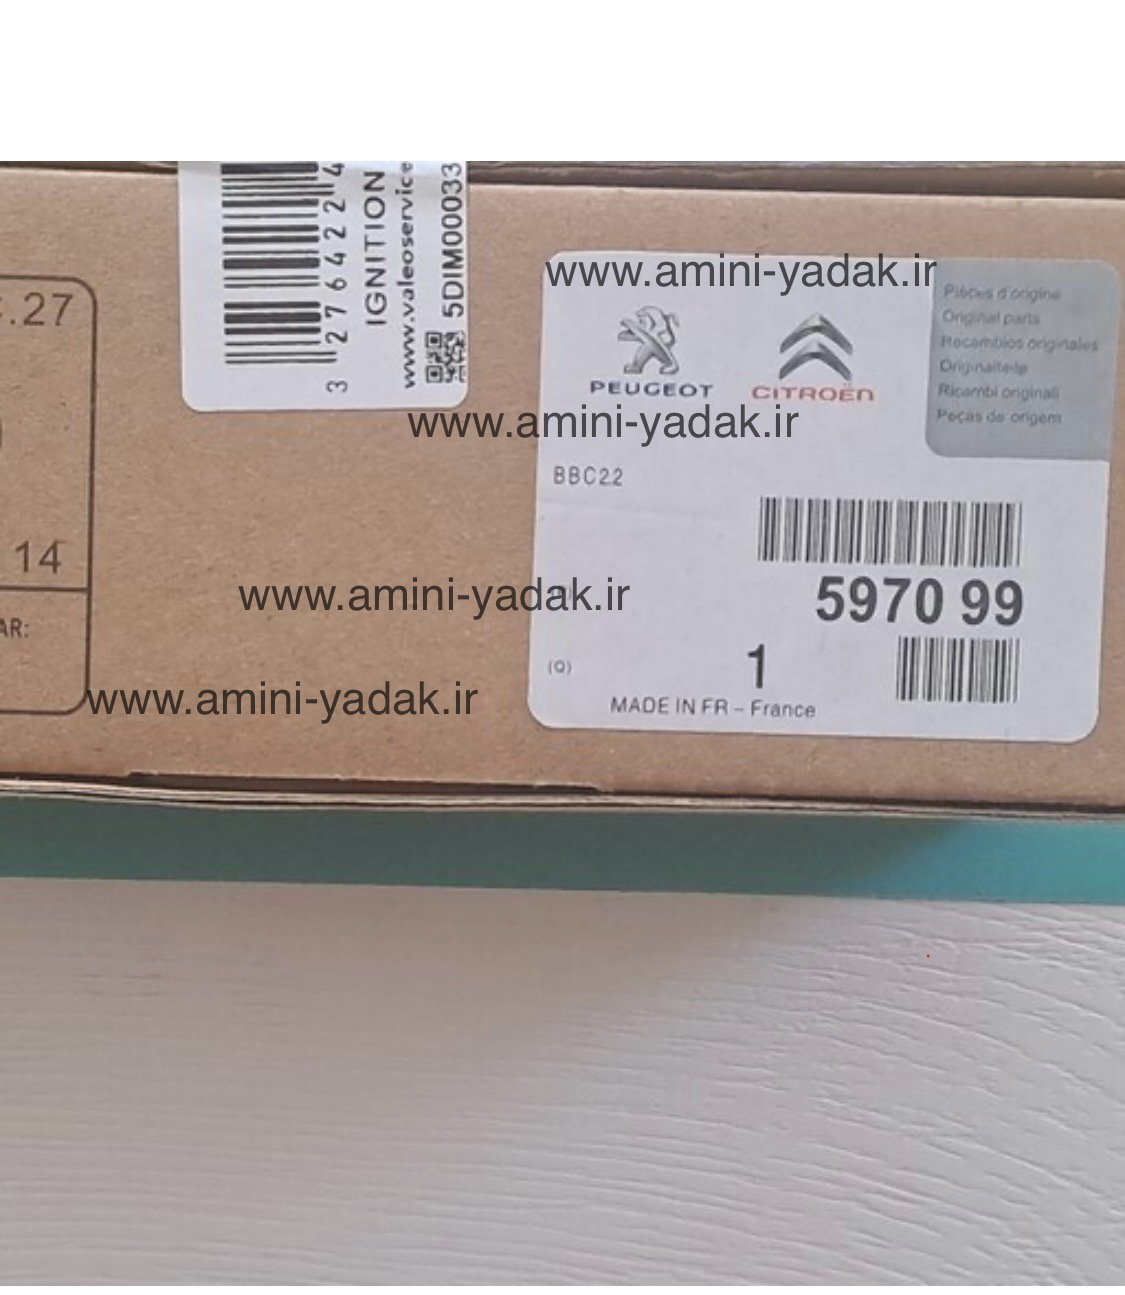 3 276422 4
IGNITION
www.valeoservice
5DIM00033
.27
14
AR:
www.amini-yadak.ir
PEUGEOT
CITROËN
Pièces d'origine
Original parts
Recambios originales
Originalteile
Ricambi originali
Peças de origem
www.amini-yadak.ir
BBC22
5970 99
www.amini-yadak.ir
(Q)
1
MADE IN FR – France
www.amini-yadak.ir